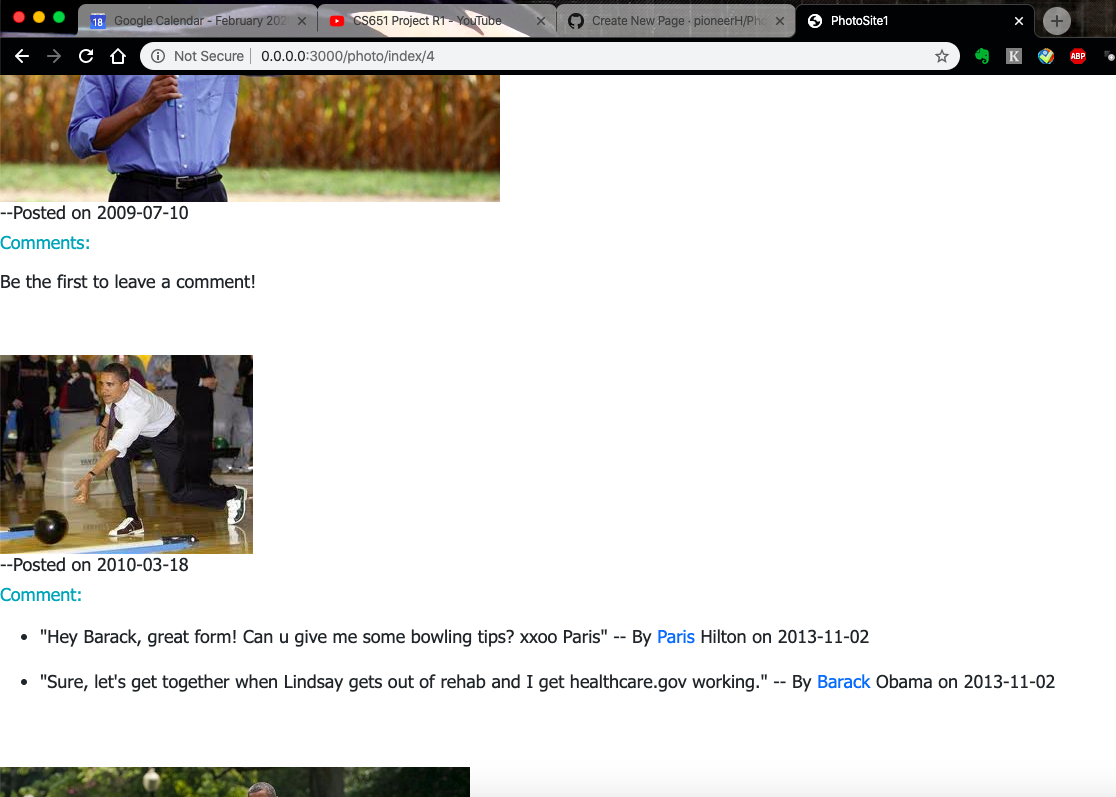 18 Google Calendar - February 202
CS651 Project R1 - YouTube
Create New Page · pioneerH/Pho
PhotoSite1
Not Secure
0.0.0.0:3000/photo/index/4
K
ABP
--Posted on 2009-07-10
Comments:
Be the first to leave a comment!
--Posted on 2010-03-18
Comment:
• "Hey Barack, great form! Can u give me some bowling tips? xxoo Paris" -- By Paris Hilton on 2013-11-02
• "Sure, let's get together when Lindsay gets out of rehab and I get healthcare.gov working." -- By Barack Obama on 2013-11-02